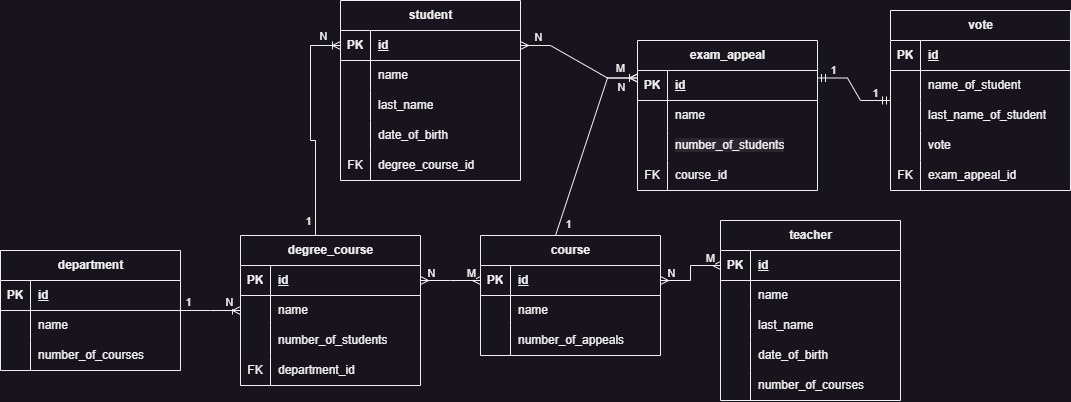 student
PK id
name
last_name
date_of_birth
FK degree_course_id
N
N
M
N
1
exam_appeal
PK id
name
number_of_students
FK course_id
1
1
vote
PK id
name_of_student
last_name_of_student
vote
FK exam_appeal_id
department
PK id
name
number_of_courses
1
N
1
degree_course
PK id
name
number_of_students
FK department_id
N
M
course
PK id
name
number_of_appeals
N
M
teacher
PK id
name
last_name
date_of_birth
number_of_courses